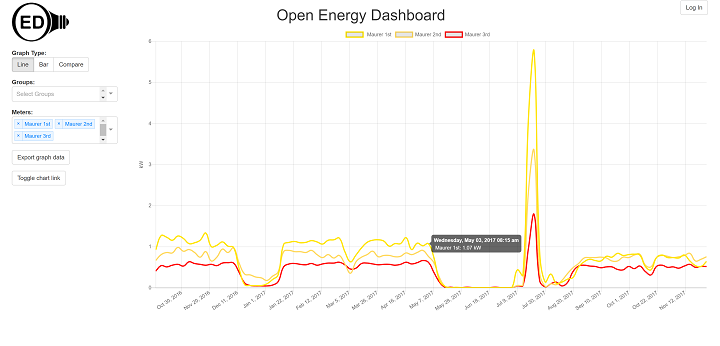 ED
Open Energy Dashboard
Log In
Graph Type:
Line Bar Compare
Groups:
Select Groups
Meters:
× Maurer 1st × Maurer 2nd
× Maurer 3rd
Export graph data
Toggle chart link
Maurer 1st Maurer 2nd Maurer 3rd
6
5
4
3
2
1
0
kW
Wednesday, May 03, 2017 08:15 am
Maurer 1st: 1.07 kW
Oct 30, 2016
Nov 20, 2016
Dec 11, 2016
Jan 1, 2017
Jan 22, 2017
Feb 12, 2017
Mar 5, 2017
Mar 26, 2017
Apr 16, 2017
May 7, 2017
May 28, 2017
Jun 18, 2017
Jul 9, 2017
Jul 30, 2017
Aug 20, 2017
Sep 10, 2017
Oct 1, 2017
Oct 22, 2017
Nov 12, 2017